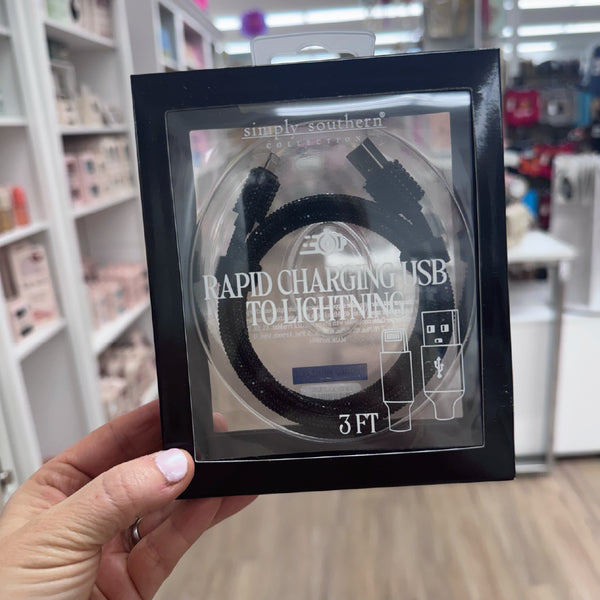 simply southern®
COLLECTION
RAPID CHARGING USB
TO LIGHTNING
3 FT